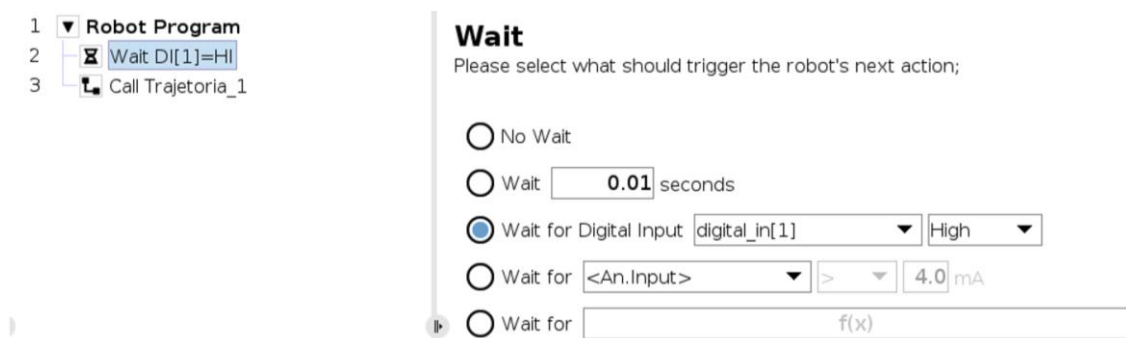 1 Robot Program
2 Wait DI[1]=HI
3 Call Trajetoria_1
Wait
Please select what should trigger the robot's next action;
No Wait
Wait 0.01 seconds
Wait for Digital Input digital_in[1] High
Wait for <An.Input> > 4.0 mA
Wait for f(x)